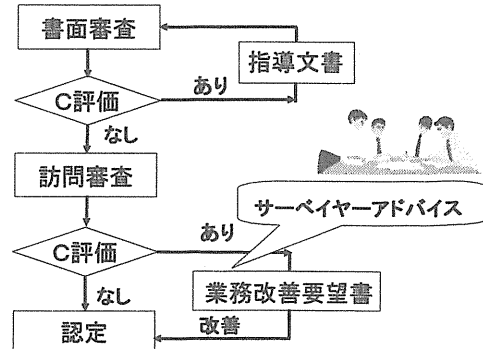 書面審査
指導文書
C評価
あり
なし
訪問審査
サーベイヤーアドバイス
C評価
あり
なし
業務改善要望書
改善
認定